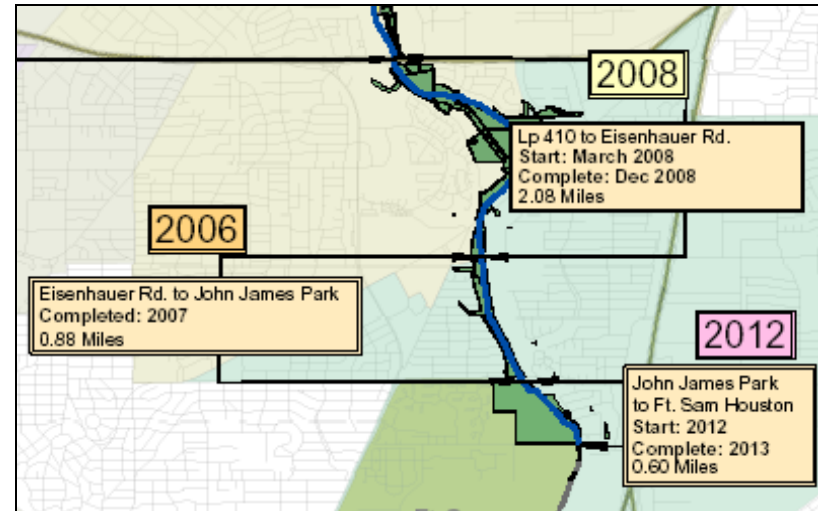 2008
Lp 410 to Eisenhauer Rd.
Start: March 2008
Complete: Dec 2008
2.08 Miles
2006
Eisenhauer Rd. to John James Park
Completed: 2007
0.88 Miles
2012
John James Park
to Ft. Sam Houston
Start: 2012
Complete: 2013
0.60 Miles